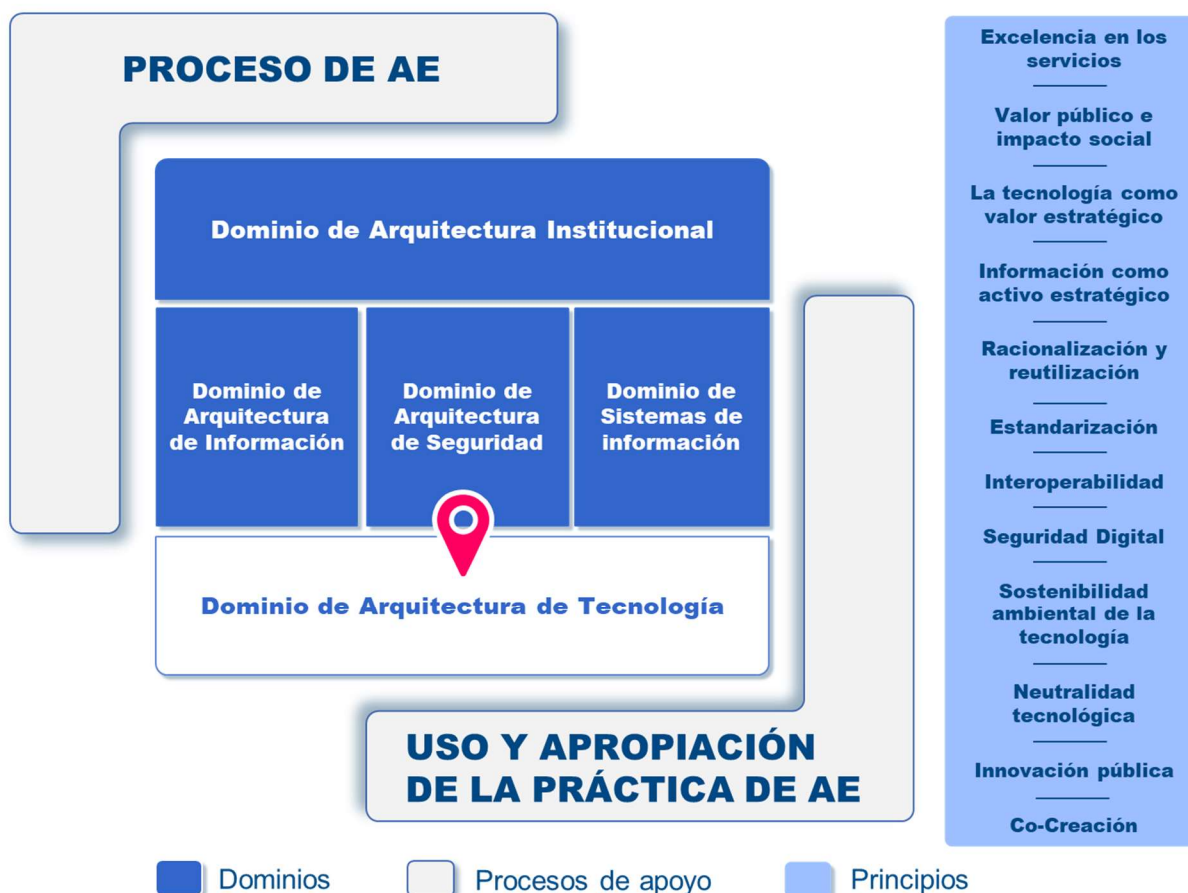 PROCESO DE AE
Dominio de Arquitectura Institucional
Dominio de
Arquitectura
de Información
Dominio de
Arquitectura
de Seguridad
Dominio de
Sistemas de
información
Dominio de Arquitectura de Tecnología
USO Y APROPIACIÓN
DE LA PRÁCTICA DE AE
Excelencia en los
servicios
Valor público e
impacto social
La tecnología como
valor estratégico
Información como
activo estratégico
Racionalización y
reutilización
Estandarización
Interoperabilidad
Seguridad Digital
Sostenibilidad
ambiental de la
tecnología
Neutralidad
tecnológica
Innovación pública
Co-Creación
Dominios
Procesos de apoyo
Principios